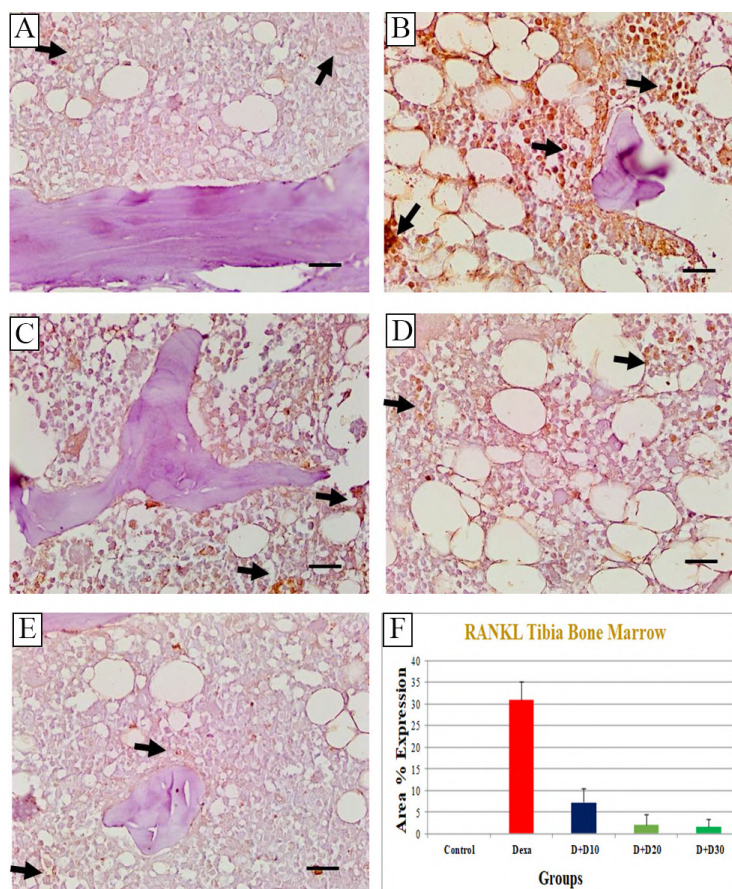 A
B
C
D
E
F
RANKL Tibia Bone Marrow
Area % Expression
40
35
30
25
20
15
10
5
0
Control Dexa D+D10 D+D20 D+D30
Groups